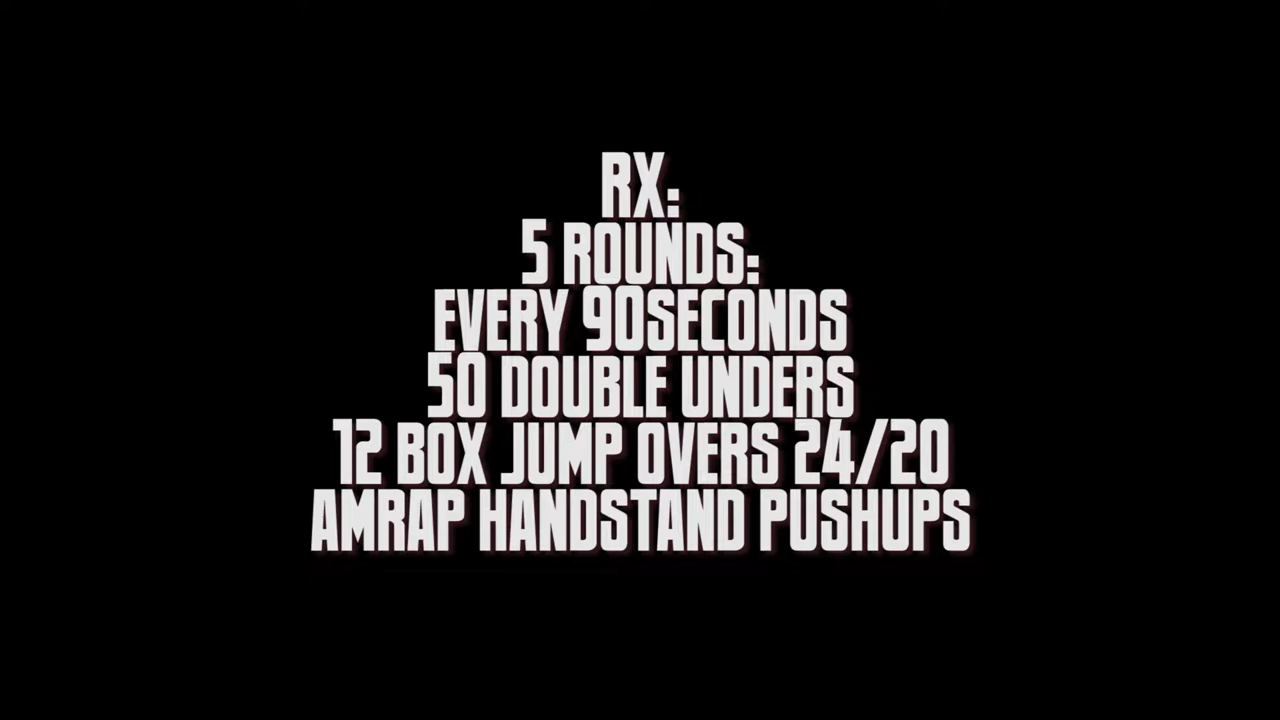 RX:
5 ROUNDS:
EVERY 90SECONDS
50 DOUBLE UNDERS
12 BOX JUMP OVERS 24/20
AMRAP HANDSTAND PUSHUPS